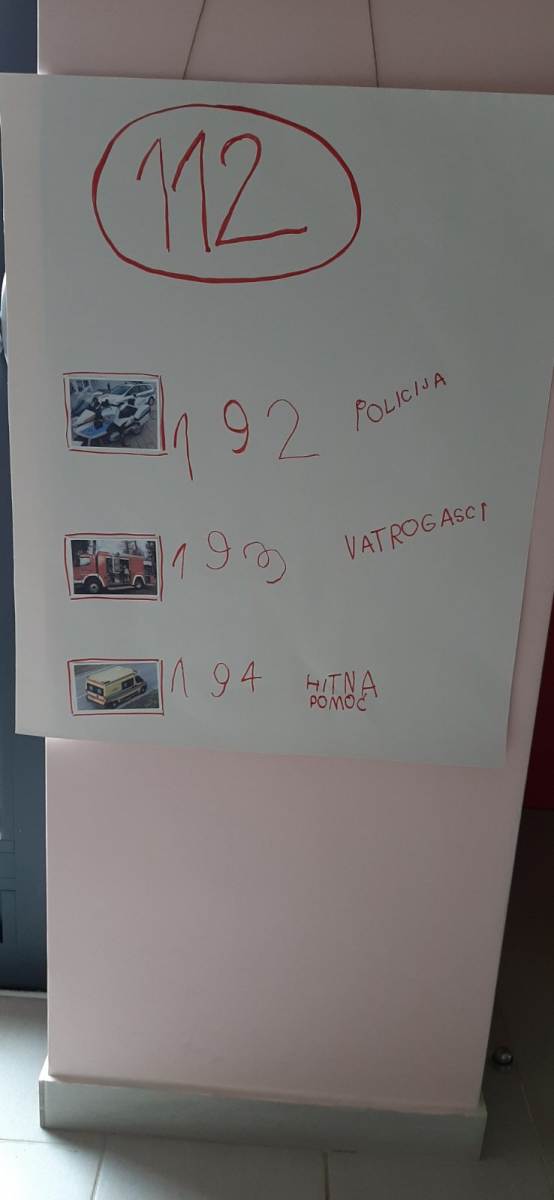 112
192 POLICIJA
193 VATROGASCI
194 HITNA
POMOĆ